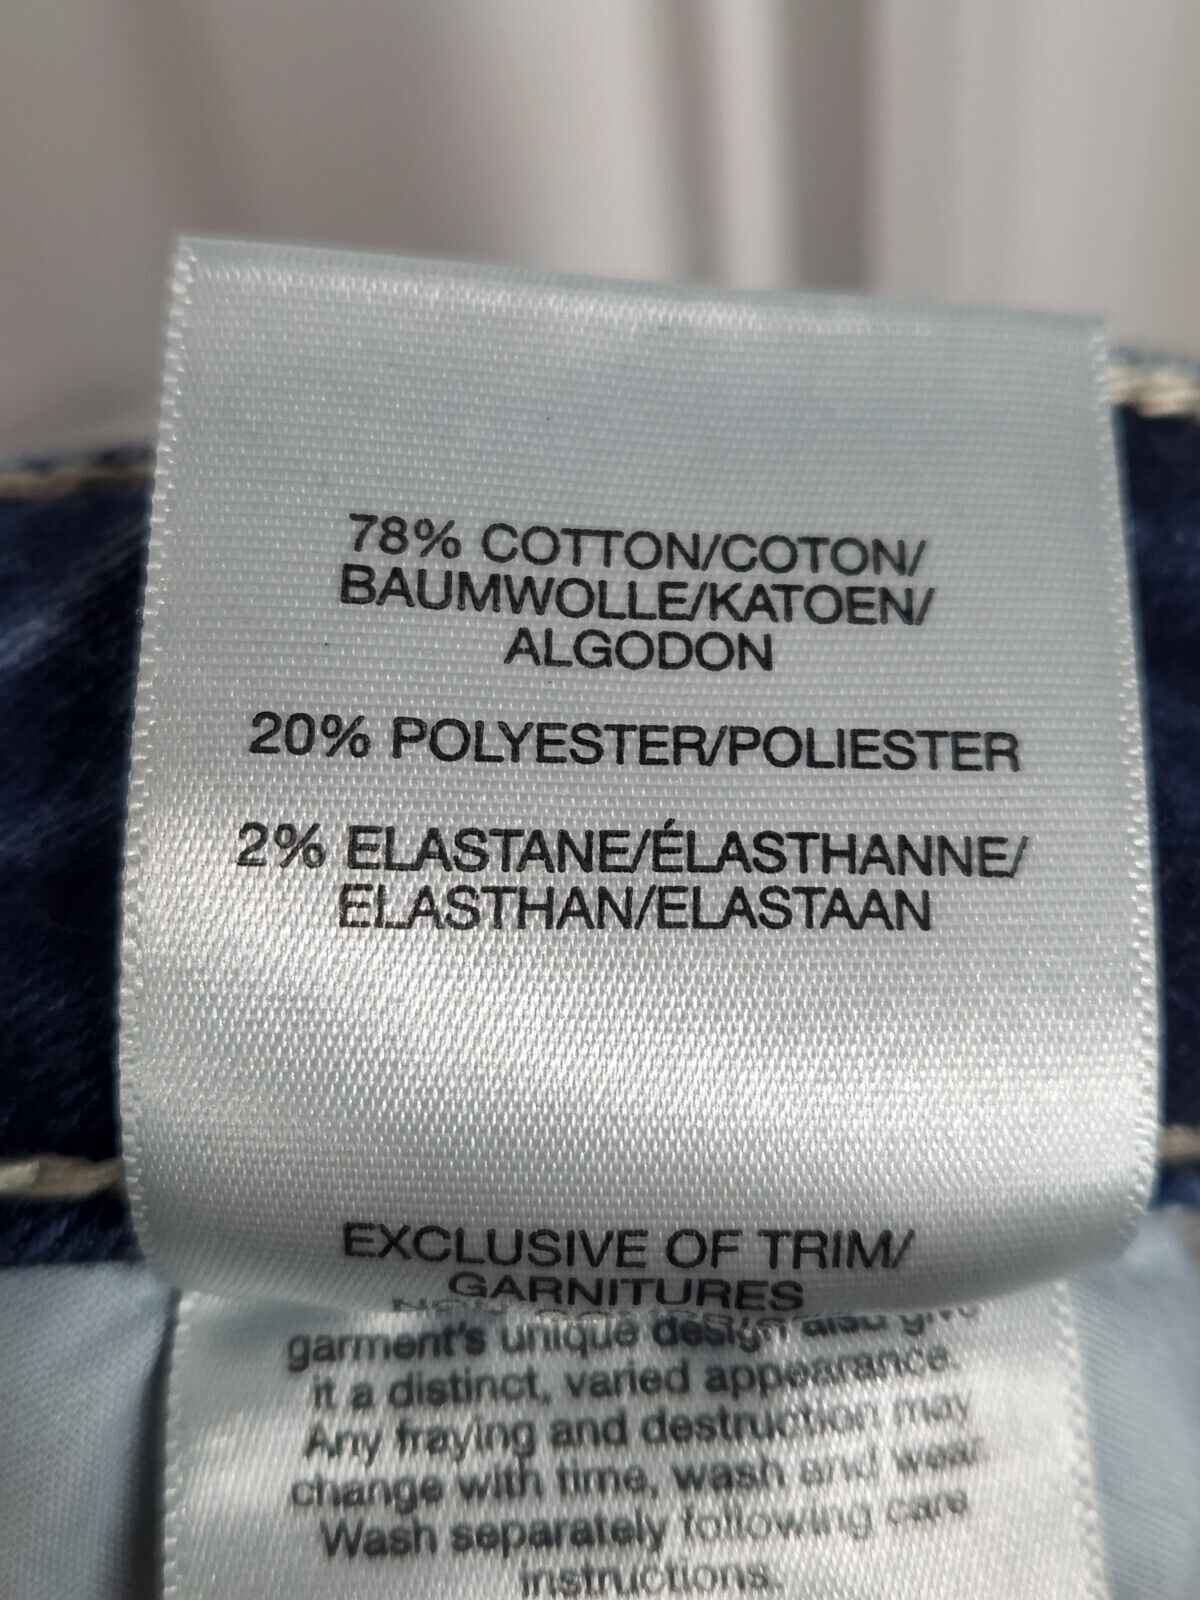 78% COTTON/COTON/
BAUMWOLLE/KATOEN/
ALGODON
20% POLYESTER/POLIESTER
2% ELASTANE/ÉLASTHANNE/
ELASTHAN/ELASTAAN
EXCLUSIVE OF TRIM/
GARNITURES
garment's unique design also give
it a distinct, varied appearance.
Any fraying and destruction may
change with time, wash and wear
Wash separately following care
instructions.